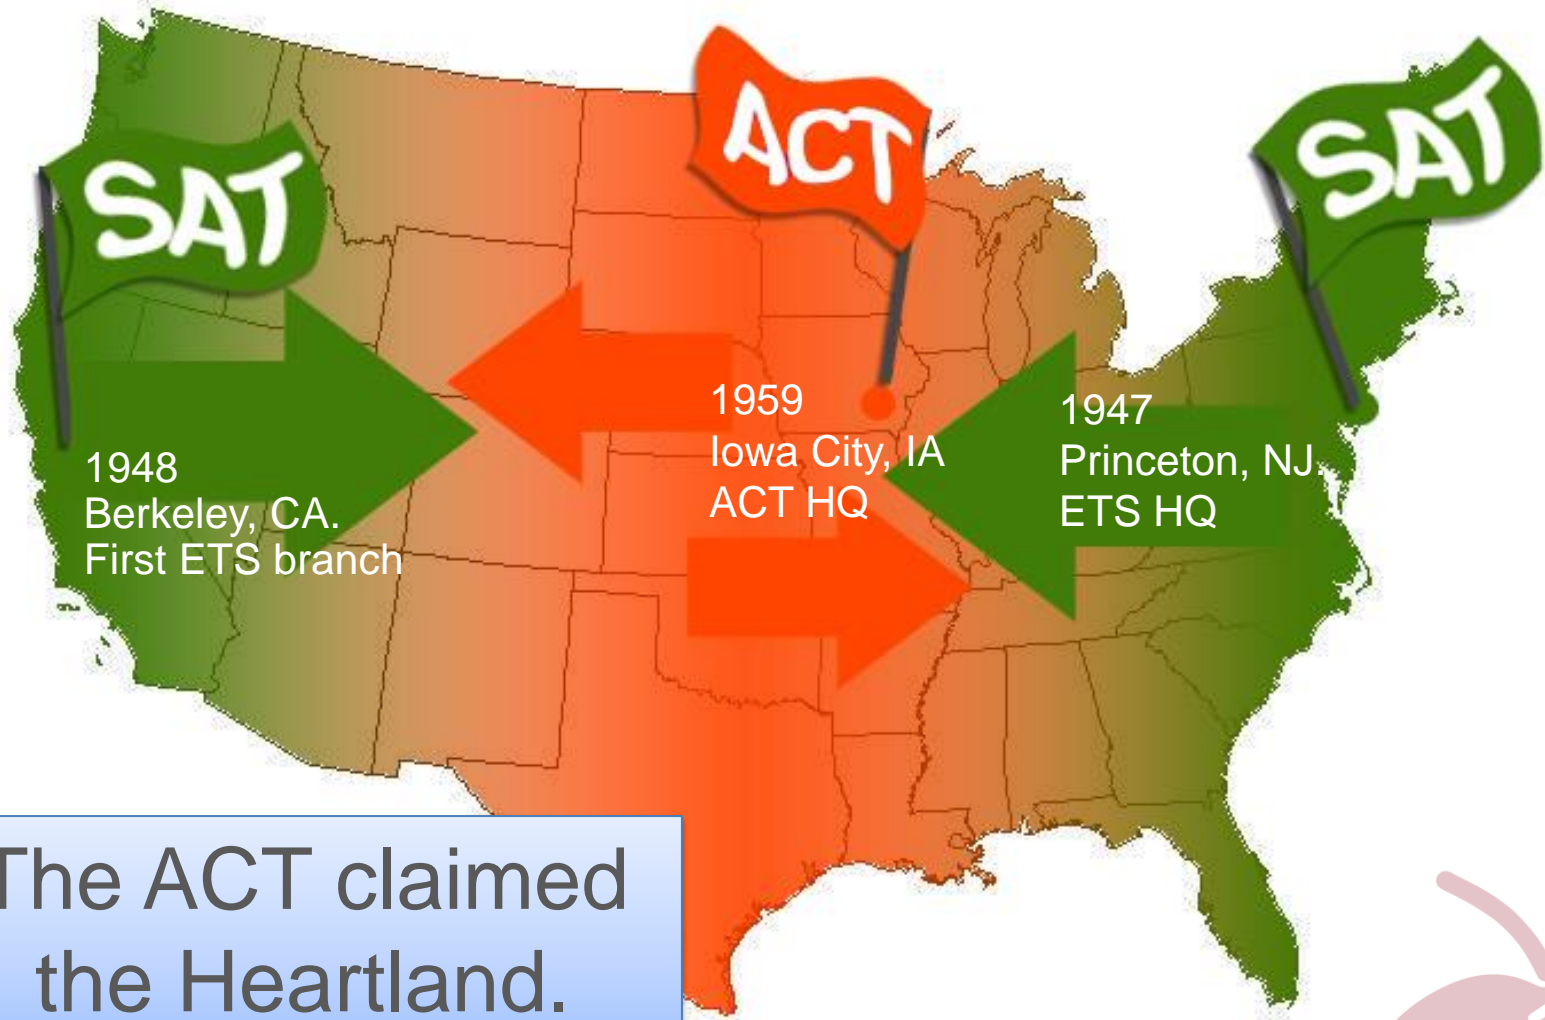 SAT
ACT
SAT
1948
Berkeley, CA.
First ETS branch
1959
Iowa City, IA
ACT HQ
1947
Princeton, NJ.
ETS HQ
The ACT claimed
the Heartland.